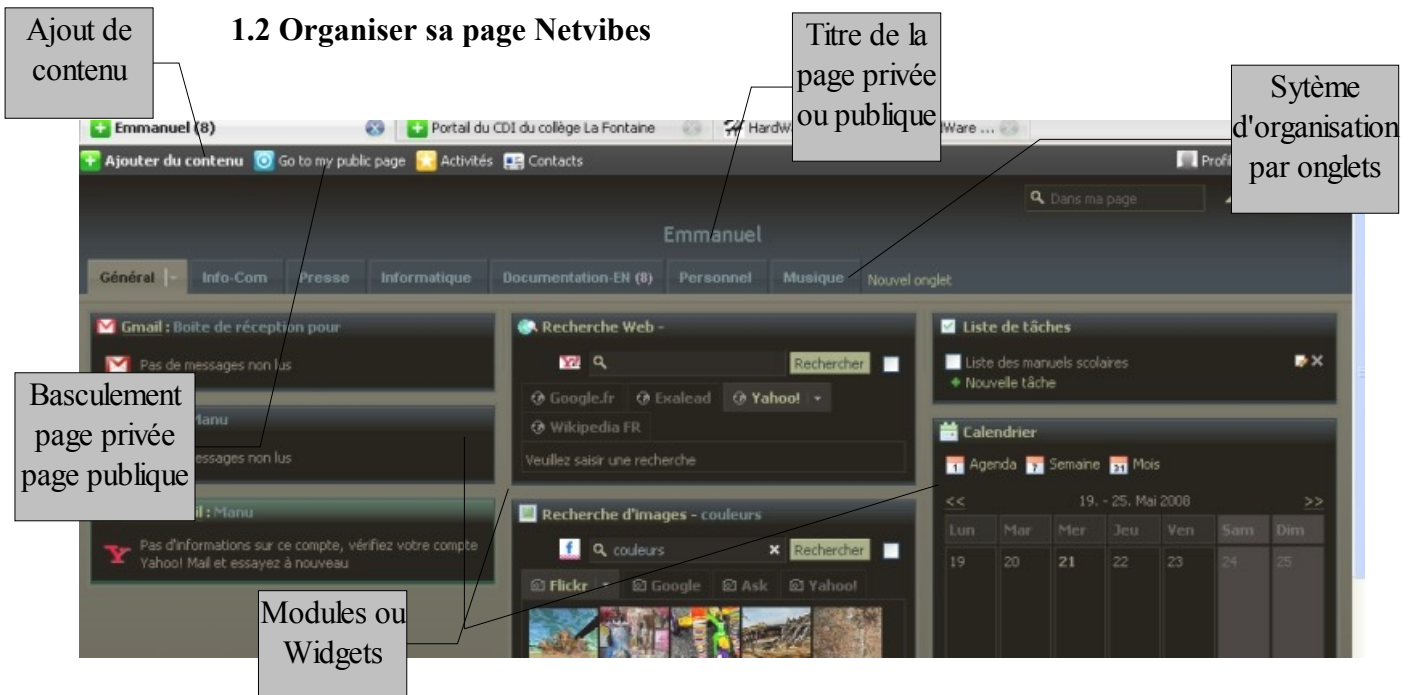 1.2 Organiser sa page Netvibes
Ajout de
contenu
Titre de la
page privée
ou publique
Sytème
d'organisation
par onglets
Emmanuel (8)
Portail du CDI du collège La Fontaine
Ware ...
Ajouter du contenu
Go to my public page
Activités
Contacts
Dans ma page
Emmanuel
Général
Info-Com
Presse
Informatique
Documentation-EN (8)
Personnel
Musique
Nouvel onglet
Gmail : Boîte de réception pour
Pas de messages non lus
Basculement
page privée
page publique
Manu
messages non lus
: Manu
Pas d'informations sur ce compte, vérifiez votre compte
Yahoo! Mail et essayez à nouveau
Modules ou
Widgets
Recherche Web -
Rechercher
Google.fr
Exalead
Yahoo!
Wikipedia FR
Veuillez saisir une recherche
Recherche d'images - couleurs
couleurs
Rechercher
Flickr
Google
Ask
Yahoo!
Liste de tâches
Liste des manuels scolaires
Nouvelle tâche
Calendrier
1 Agenda 7 Semaine 31 Mois
<< 19. - 25. Mai 2008 >>
Lun Mar Mer Jeu Ven Sam Dim
19 20 21 22 23 24 25